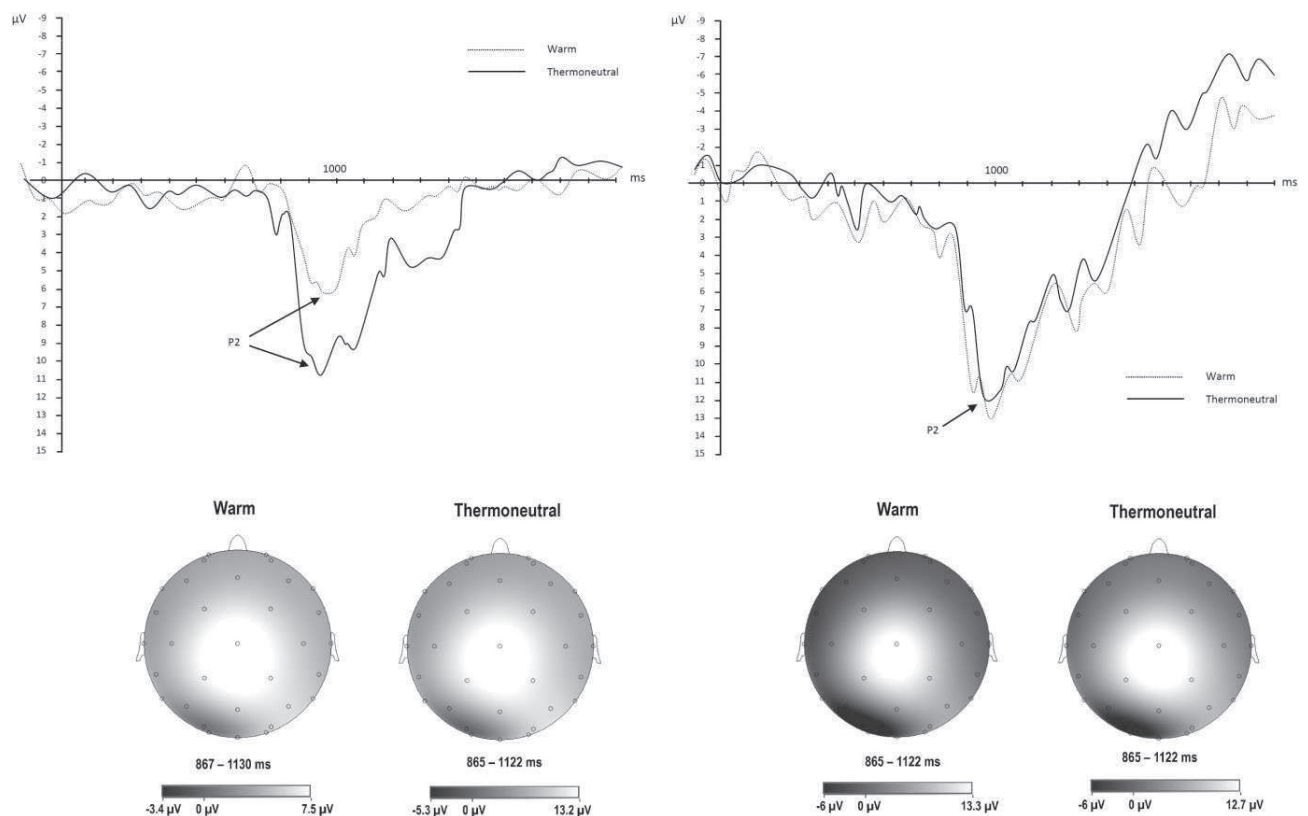 µV
-9
-8
-7
-6
-5
-4
-3
-2
-1
0
1
2
3
4
5
6
7
8
9
10
11
12
13
14
15
Warm
Thermoneutral
1000
ms
P2
µV
-9
-8
-7
-6
-5
-4
-3
-2
-1
0
1
2
3
4
5
6
7
8
9
10
11
12
13
14
15
1000
ms
Warm
Thermoneutral
P2
Warm
Thermoneutral
867 – 1130 ms
865 – 1122 ms
-3.4 µV 0 µV 7.5 µV
-5.3 µV 0 µV 13.2 µV
Warm
Thermoneutral
865 – 1122 ms
865 – 1122 ms
-6 µV 0 µV 13.3 µV
-6 µV 0 µV 12.7 µV